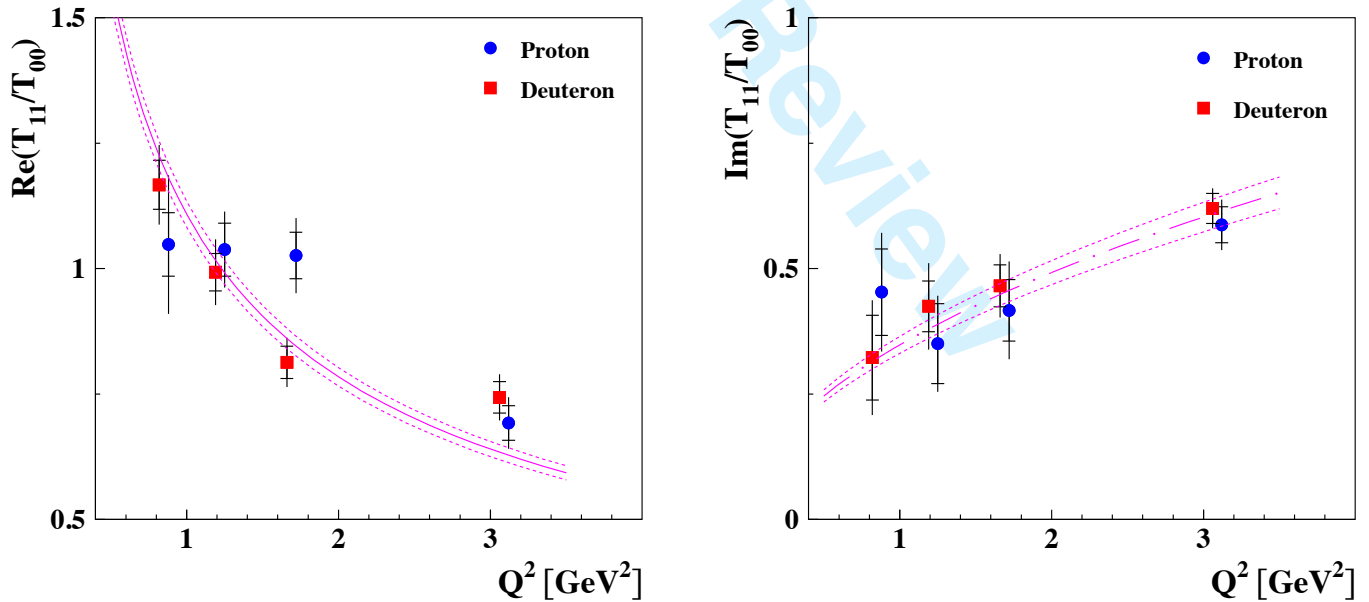 Re(T11/T00)
1.5
1
0.5
Proton
Deuteron
1 2 3
Q2 [GeV2]
Im(T11/T00)
1
0.5
0
Proton
Deuteron
1 2 3
Q2 [GeV2]
Review